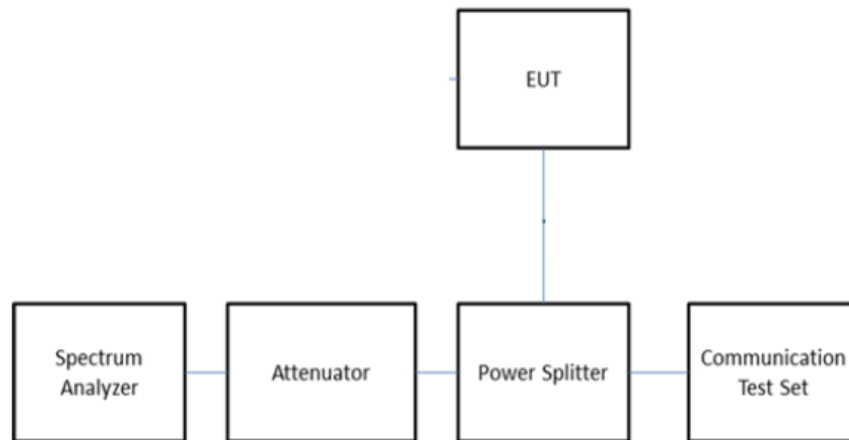 EUT
Spectrum
Analyzer
Attenuator
Power Splitter
Communication
Test Set